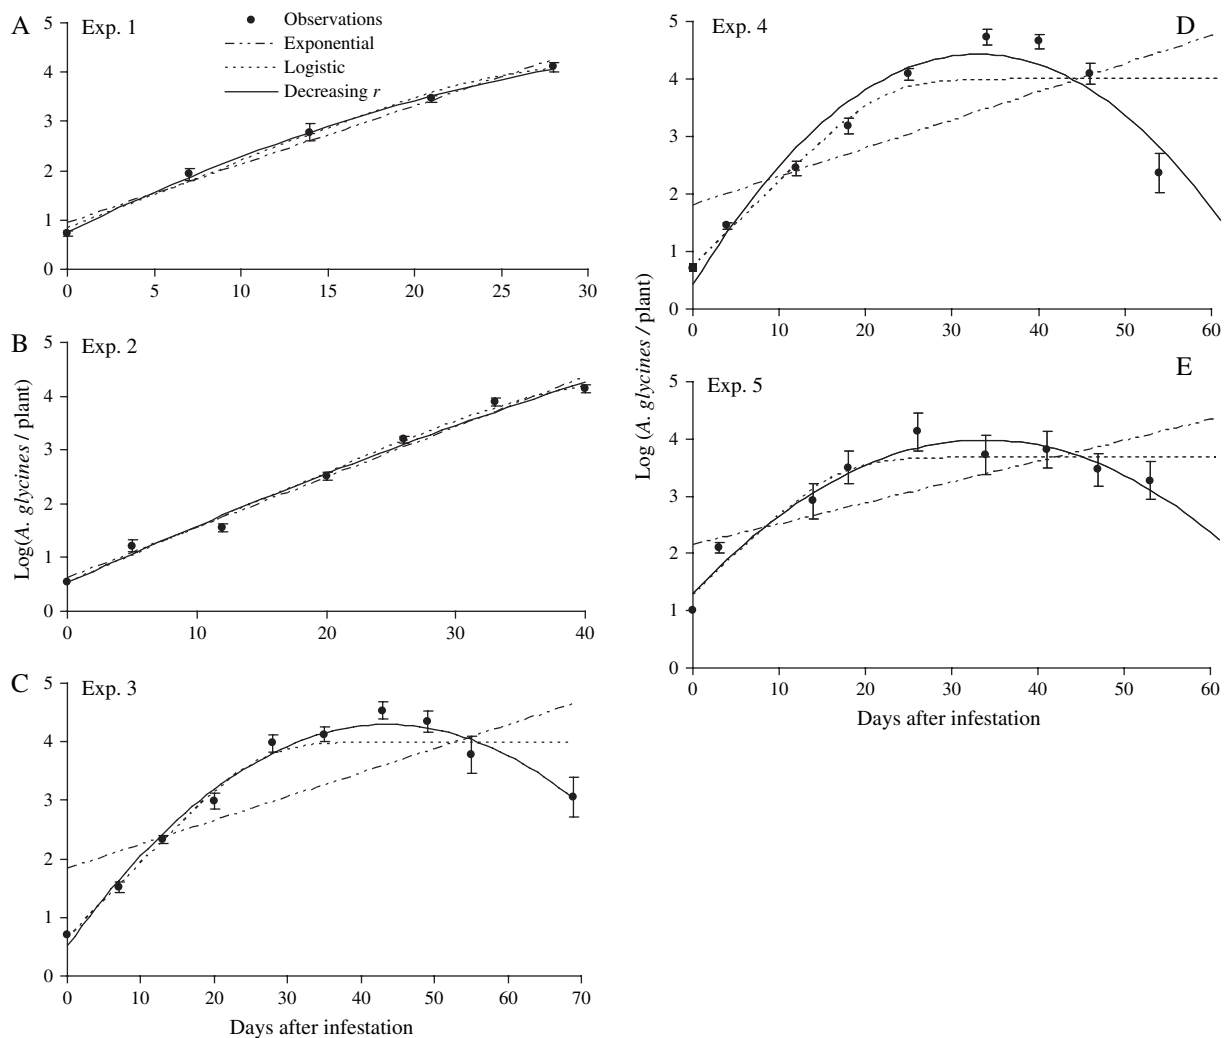 A
Exp. 1
Observations
Exponential
Logistic
Decreasing r
5
4
3
2
1
0
0 5 10 15 20 25 30
B
Exp. 2
5
4
3
2
1
0
0 10 20 30 40
Log(A. glycines / plant)
C
Exp. 3
5
4
3
2
1
0
0 10 20 30 40 50 60 70
Days after infestation
D
Exp. 4
5
4
3
2
1
0
0 10 20 30 40 50 60
Log (A. glycines / plant)
E
Exp. 5
5
4
3
2
1
0
0 10 20 30 40 50 60
Days after infestation